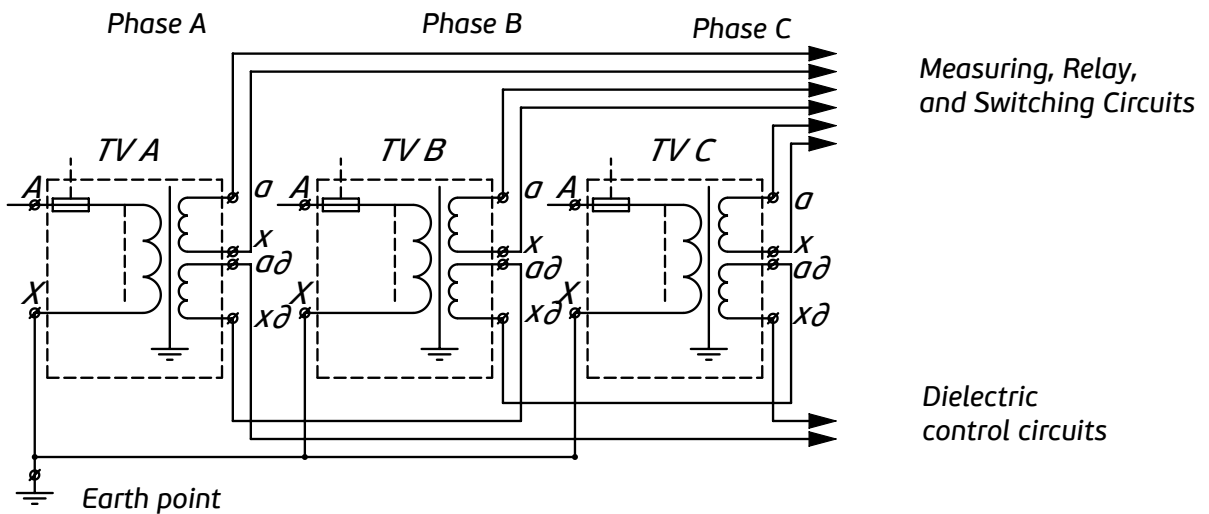 Phase A
Phase B
Phase C
Measuring, Relay,
and Switching Circuits
TV A
TV B
TV C
A
a
x
aд
xд
X
A
a
x
aд
xд
X
A
a
x
aд
xд
X
Dielectric
control circuits
Earth point